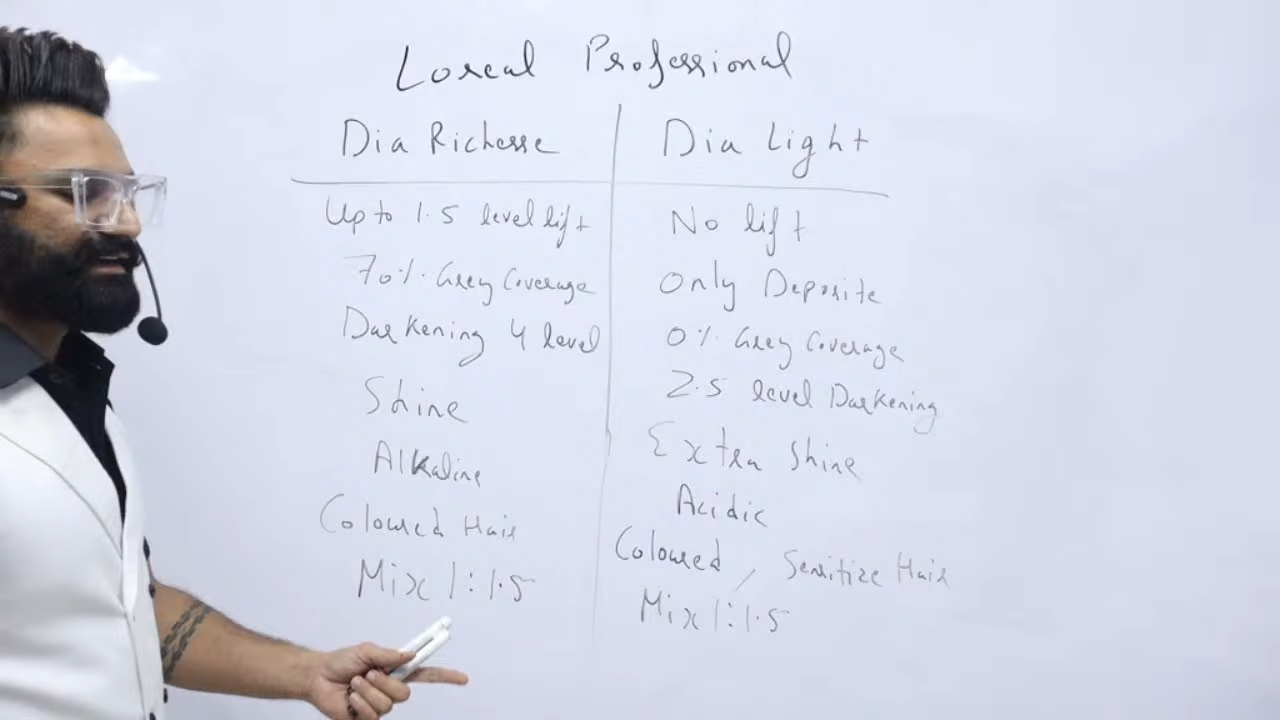 Loreal Professional
Dia Richesse
Up to 1.5 level lift
70% Grey Coverage
Darkening 4 level
Shine
Alkaline
Coloured Hair
Mix 1:1.5
Dia Light
No lift
Only Deposite
0% Grey Coverage
2.5 level Darkening
Extra Shine
Acidic
Coloured / Sensitize Hair
Mix 1:1.5